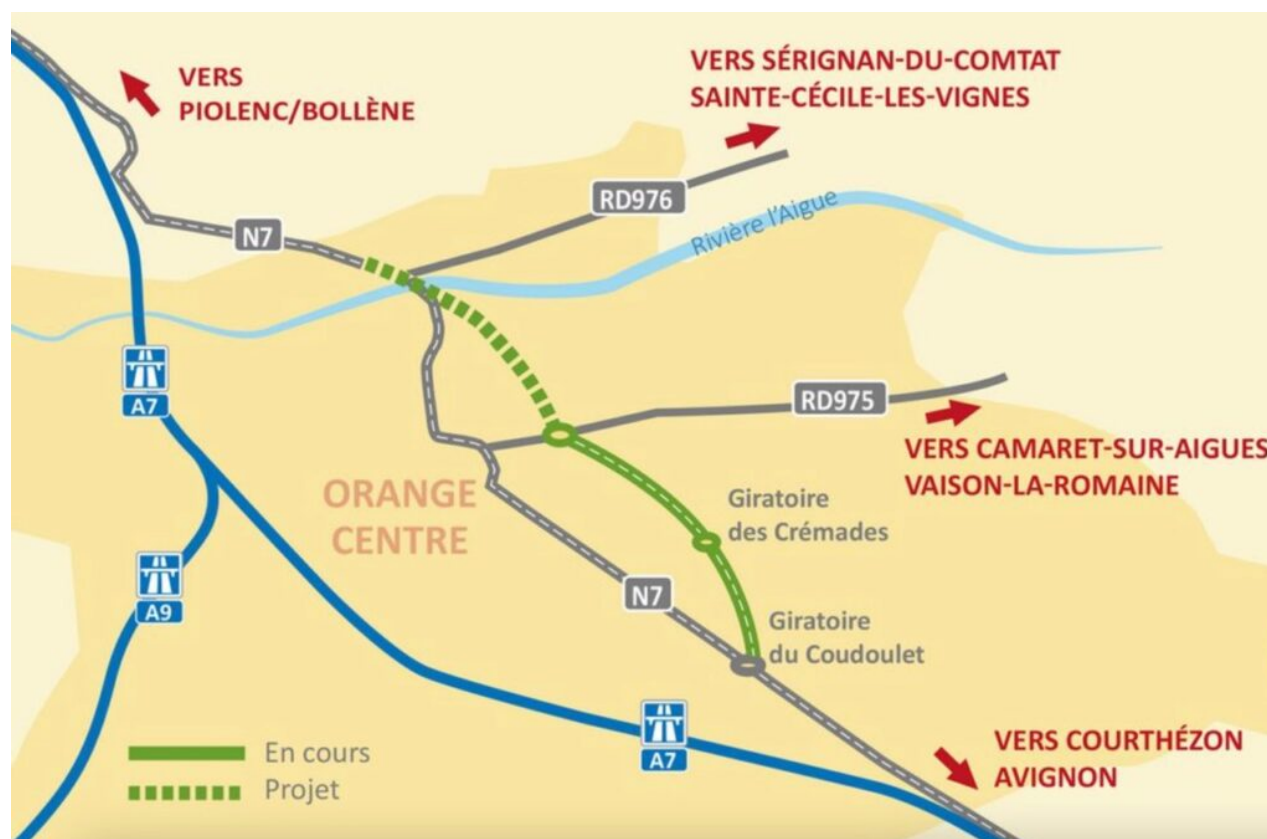 VERS
PIOLENC/BOLLÈNE
VERS SÉRIGNAN-DU-COMTAT
SAINTE-CÉCILE-LES-VIGNES
RD976
Rivière l'Aigue
N7
A7
RD975
VERS CAMARET-SUR-AIGUES
VAISON-LA-ROMAINE
ORANGE
CENTRE
Giratoire
des Crémades
A9
N7
Giratoire
du Coudoulet
A7
VERS COURTHÉZON
AVIGNON
En cours
Projet